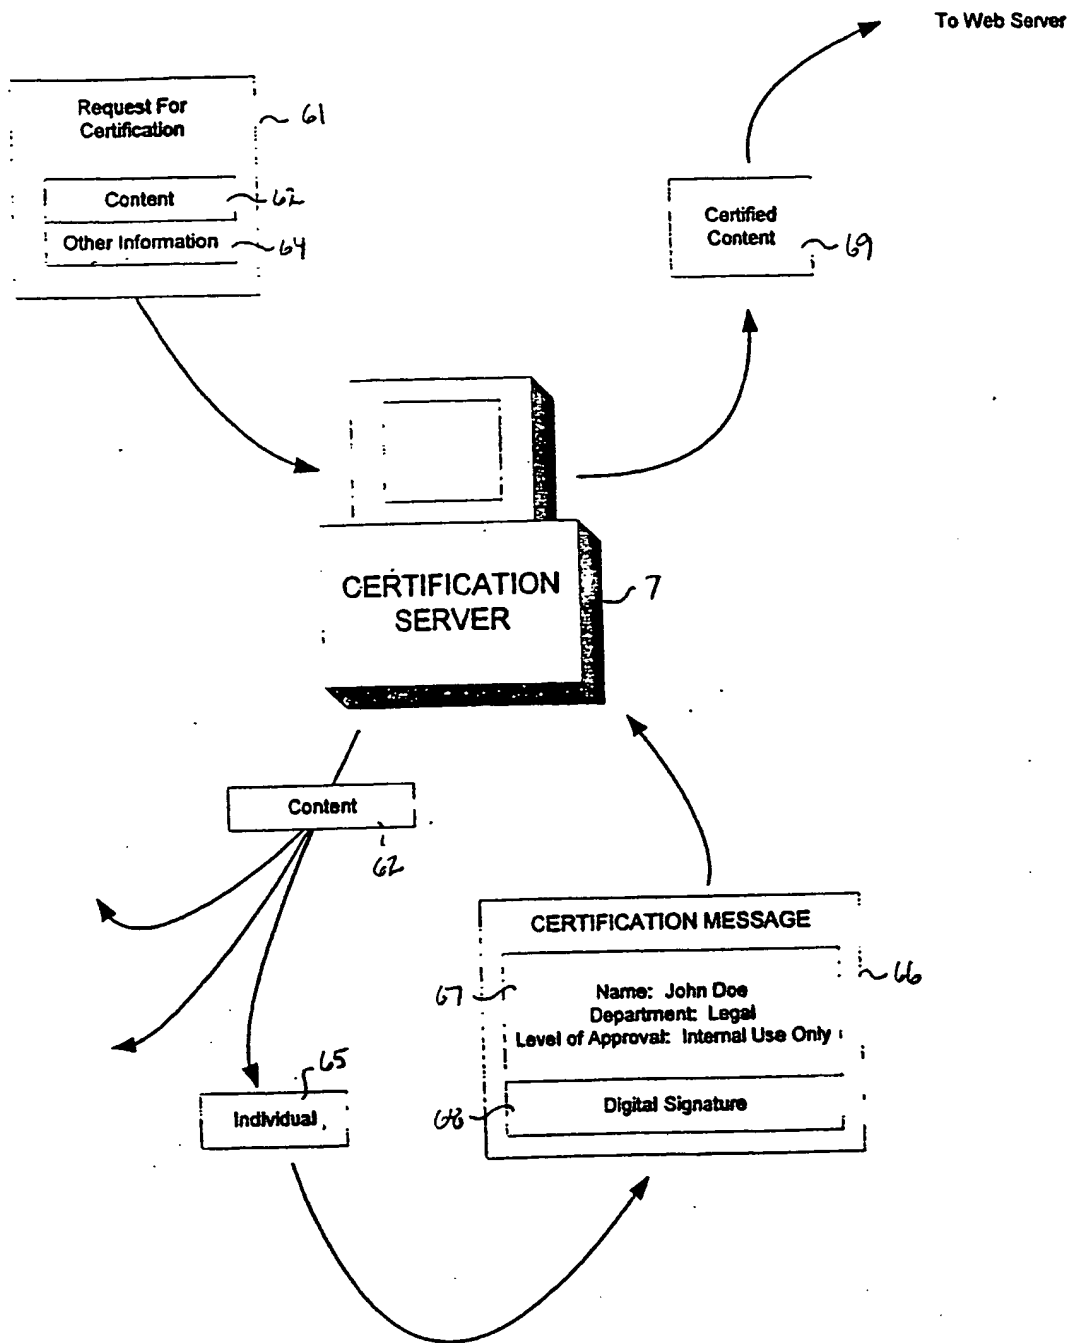 To Web Server
Request For
Certification
61
Content
62
Other Information
64
Certified
Content
69
CERTIFICATION
SERVER
7
Content
62
CERTIFICATION MESSAGE
66
67
Name: John Doe
Department: Legal
Level of Approval: Internal Use Only
65
Individual
68
Digital Signature